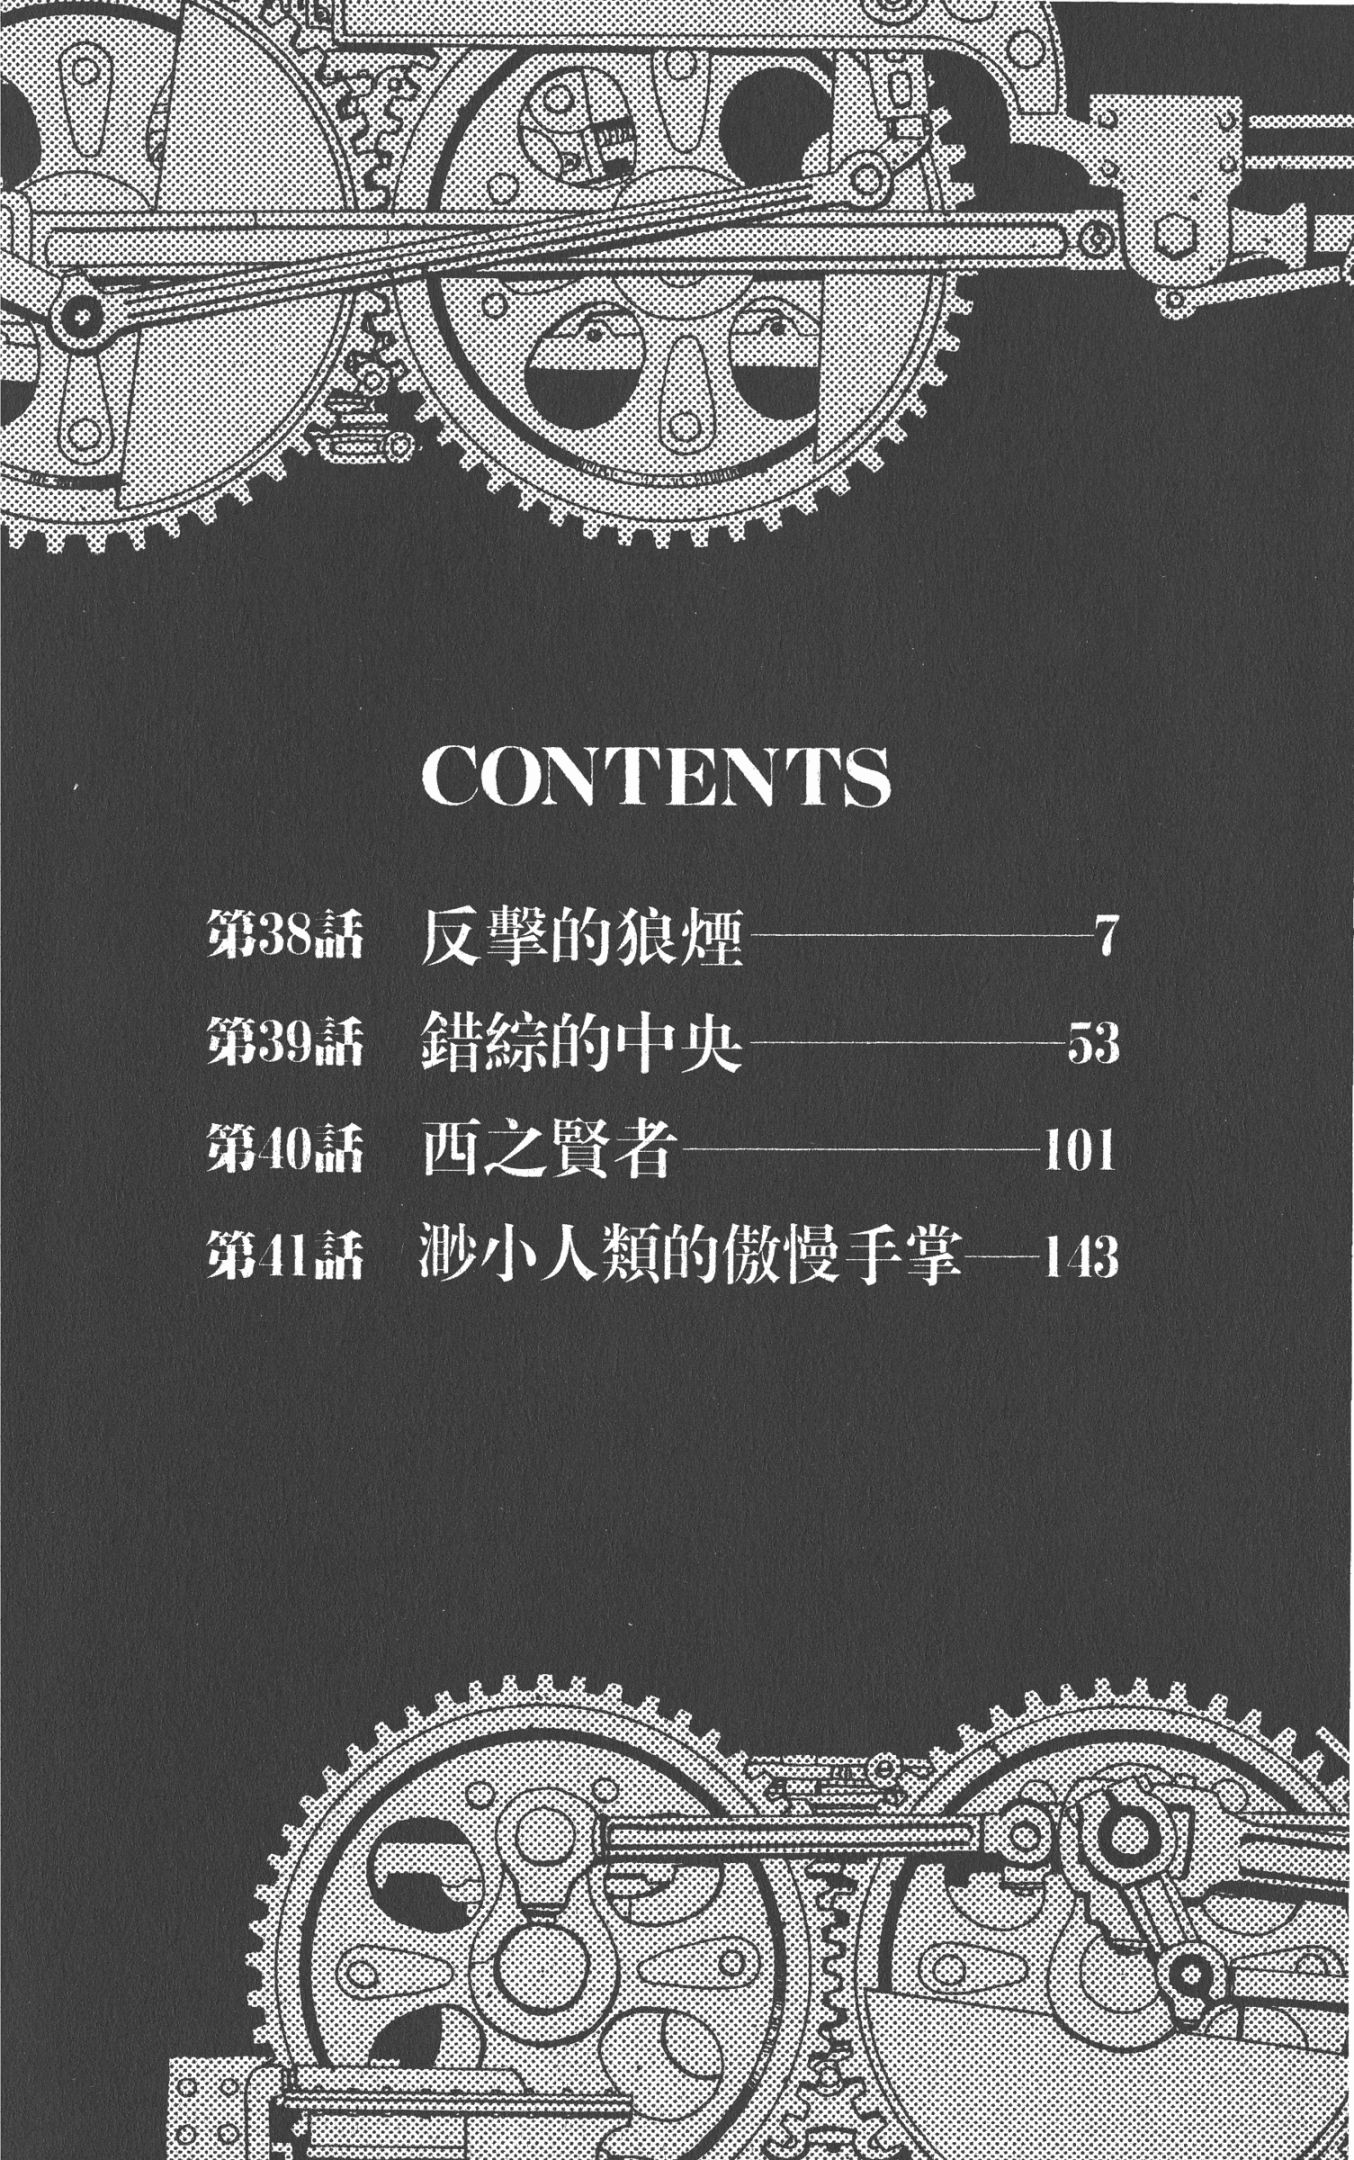 CONTENTS
第38話 反擊的狼煙 7
第39話 錯綜的中央 53
第40話 西之賢者 101
第41話 渺小人類的傲慢手掌 143